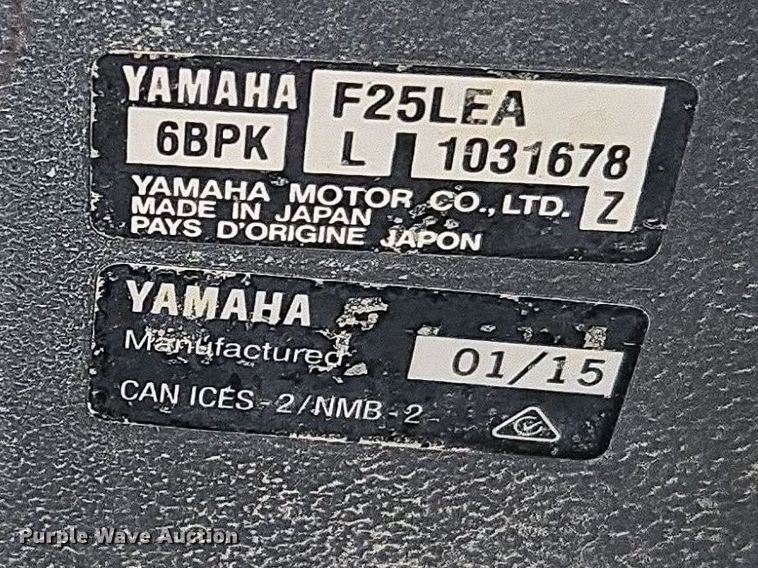 YAMAHA F25LEA
6BPK L 1031678
YAMAHA MOTOR CO., LTD. Z
MADE IN JAPAN
PAYS D'ORIGINE JAPON
YAMAHA
Manufactured 01/15
CAN ICES-2/NMB-2
Purple Wave Auction